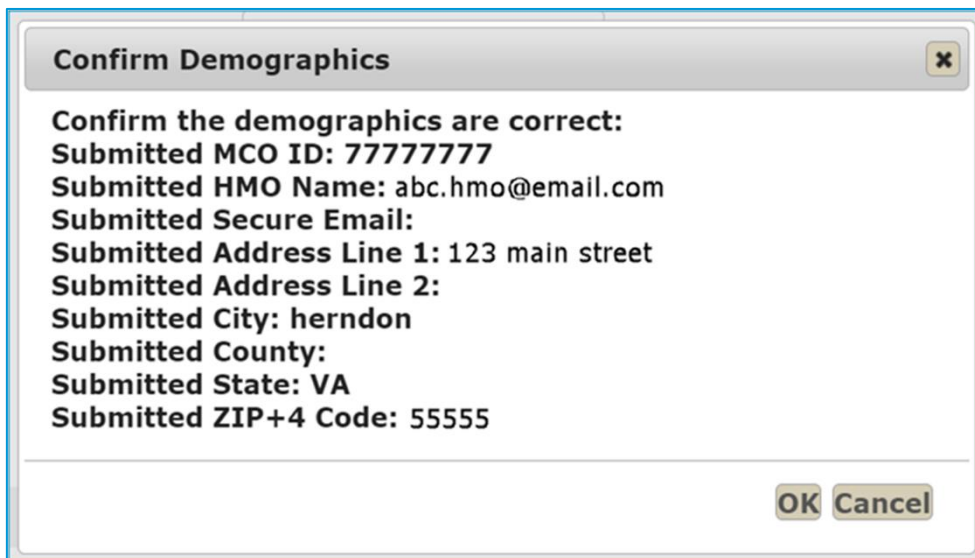 Confirm Demographics
Confirm the demographics are correct:
Submitted MCO ID: 77777777
Submitted HMO Name: abc.hmo@email.com
Submitted Secure Email:
Submitted Address Line 1: 123 main street
Submitted Address Line 2:
Submitted City: herndon
Submitted County:
Submitted State: VA
Submitted ZIP+4 Code: 55555
OK Cancel